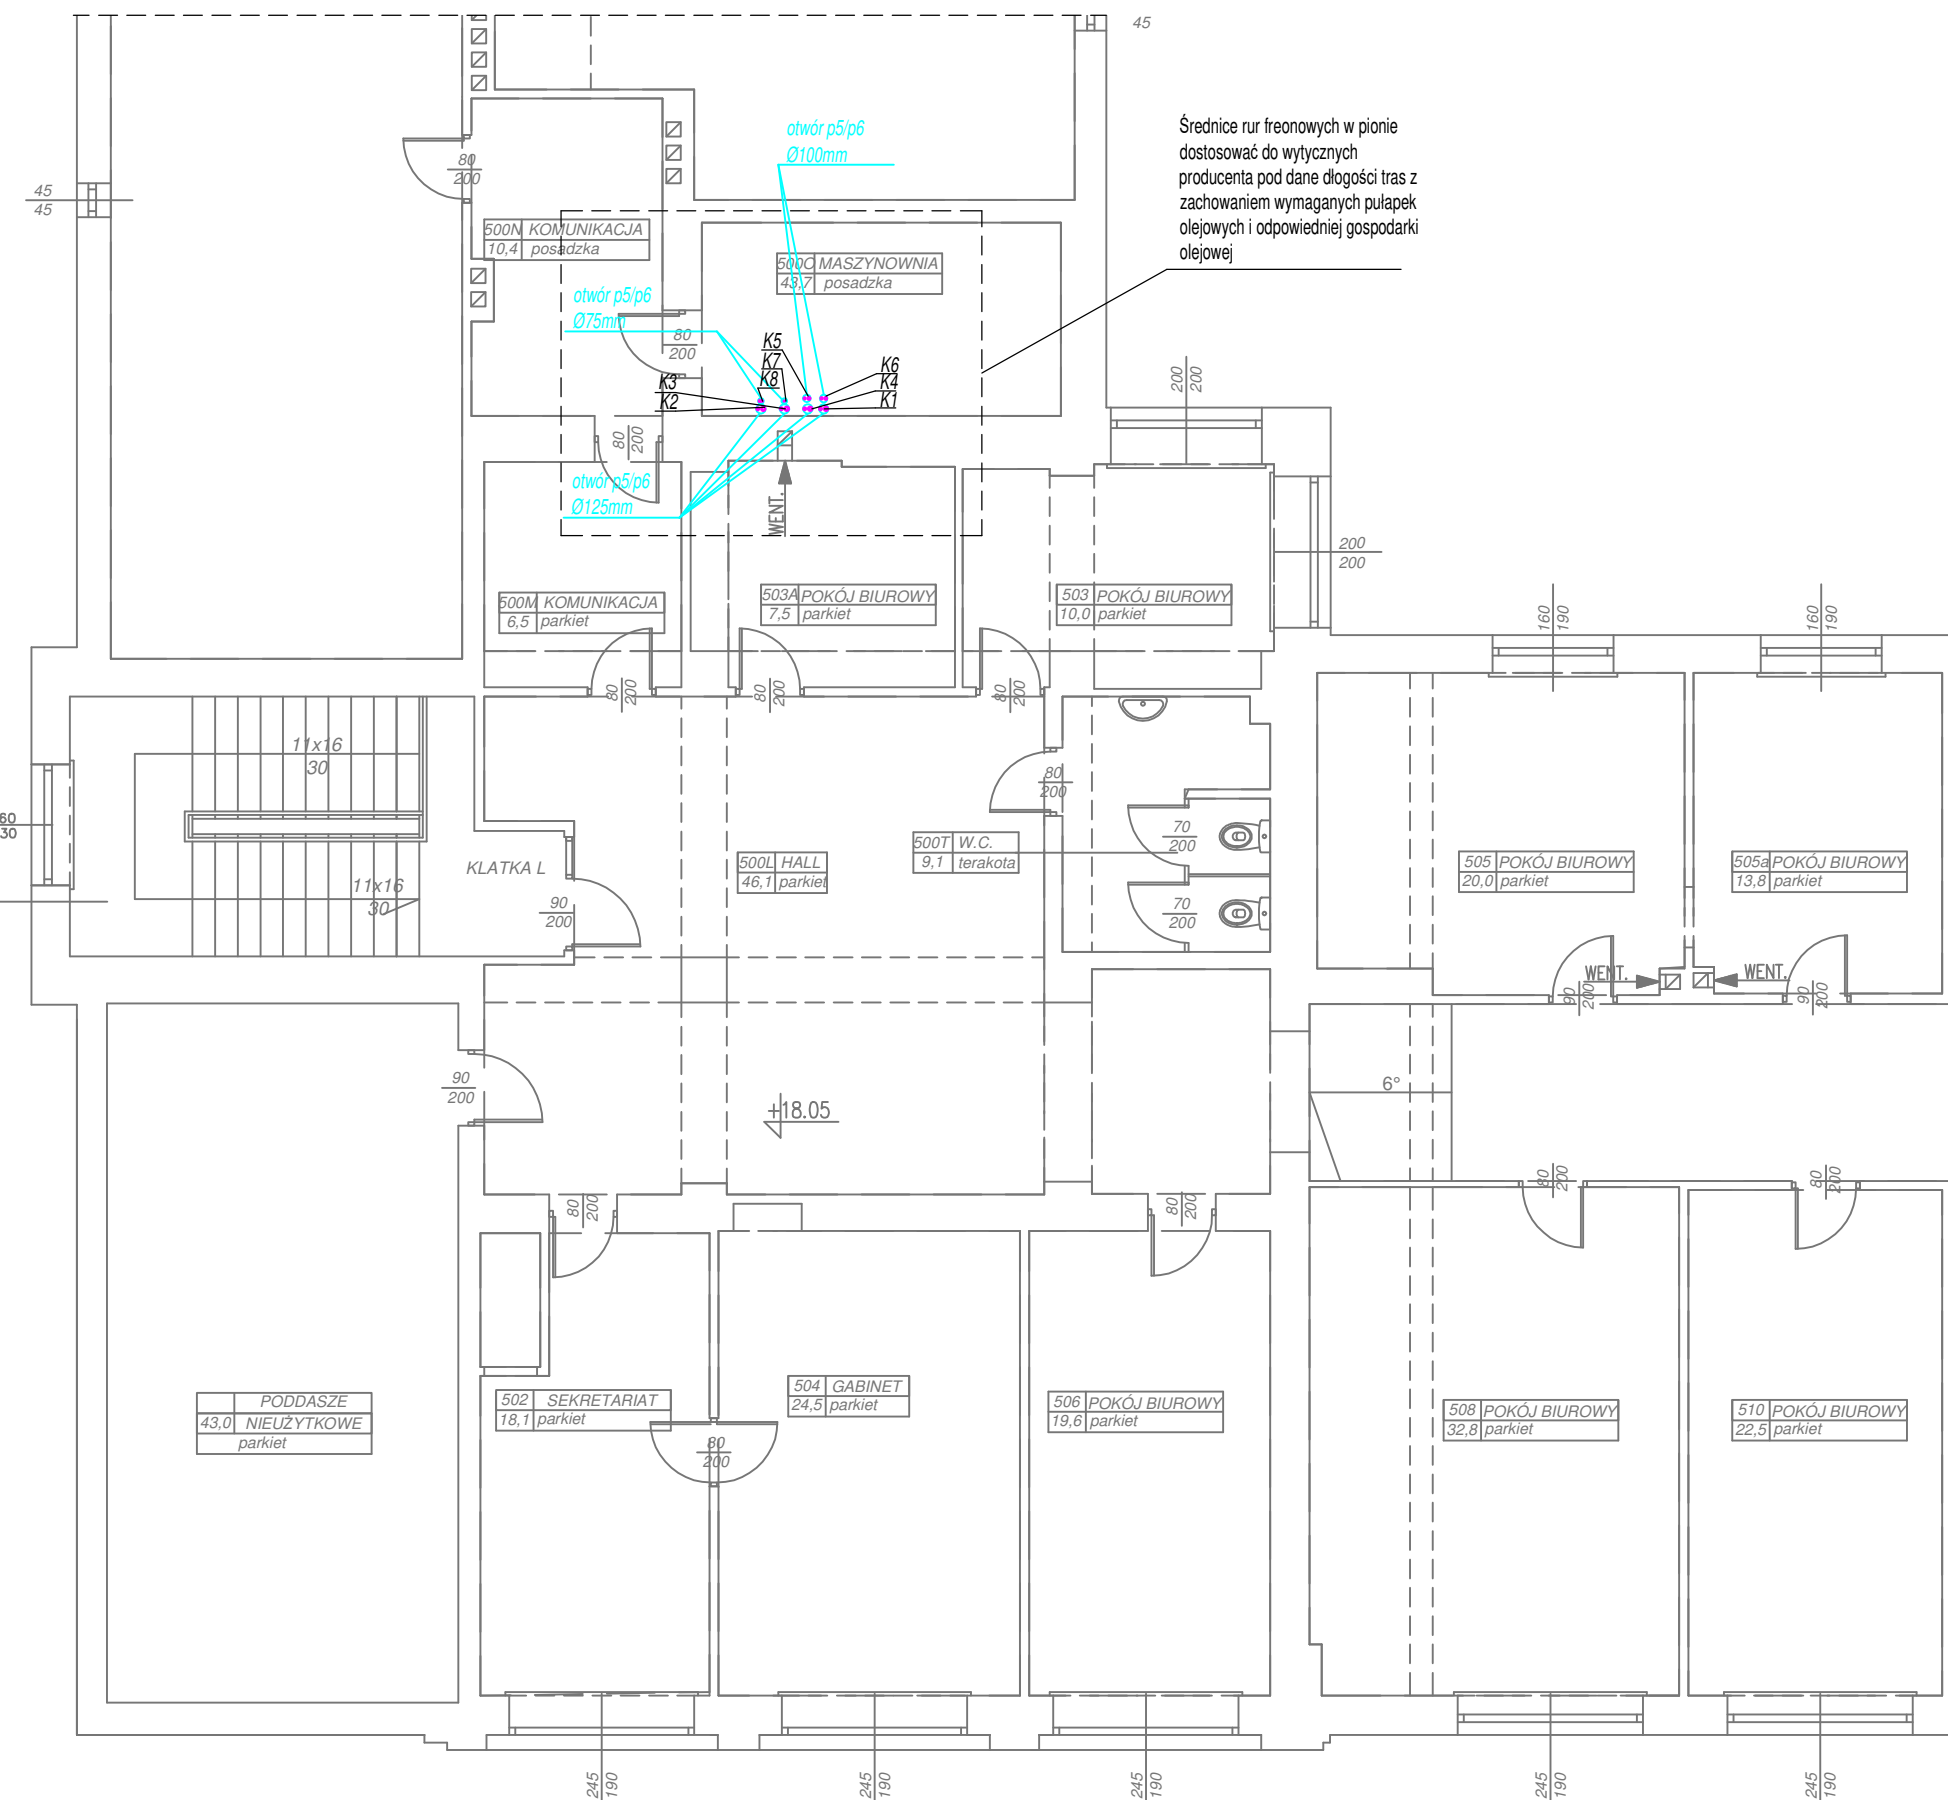 45
otwór p5/p6
Ø100mm
Średnice rur freonowych w pionie
dostosować do wytycznych
producenta pod dane długości tras z
zachowaniem wymaganych pułapek
olejowych i odpowiedniej gospodarki
olejowej
80
200
45
45
500N KOMUNIKACJA
10,4 posadzka
500O MASZYNOWNIA
43,7 posadzka
otwór p5/p6
Ø75mm
80
200
K5
K7
K8
K3
K2
K6
K4
K1
200
200
80
200
otwór p5/p6
Ø125mm
WENT.
200
200
500M KOMUNIKACJA
6,5 parkiet
503A POKÓJ BIUROWY
7,5 parkiet
503 POKÓJ BIUROWY
10,0 parkiet
160
190
160
190
80
200
80
200
80
200
11x16
30
80
200
60
30
KLATKA L
11x16
30
500L HALL
46,1 parkiet
500T W.C.
9,1 terakota
70
200
70
200
505 POKÓJ BIUROWY
20,0 parkiet
505a POKÓJ BIUROWY
13,8 parkiet
90
200
WENT.
WENT.
90
200
90
200
90
200
+18.05
6°
80
200
80
200
80
200
80
200
PODDASZE
43,0 NIEUŻYTKOWE
parkiet
502 SEKRETARIAT
18,1 parkiet
504 GABINET
24,5 parkiet
506 POKÓJ BIUROWY
19,6 parkiet
508 POKÓJ BIUROWY
32,8 parkiet
510 POKÓJ BIUROWY
22,5 parkiet
80
200
245
190
245
190
245
190
245
190
245
190